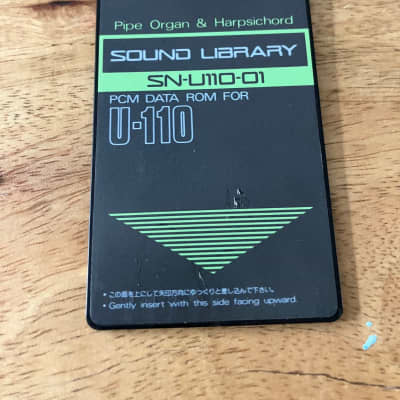 Pipe Organ & Harpsichord
SOUND LIBRARY
SN-U110-01
PCM DATA ROM FOR
U-110
• この面を上にして矢印方向にゆっくりと差し込んで下さい。
• Gently insert with this side facing upward.